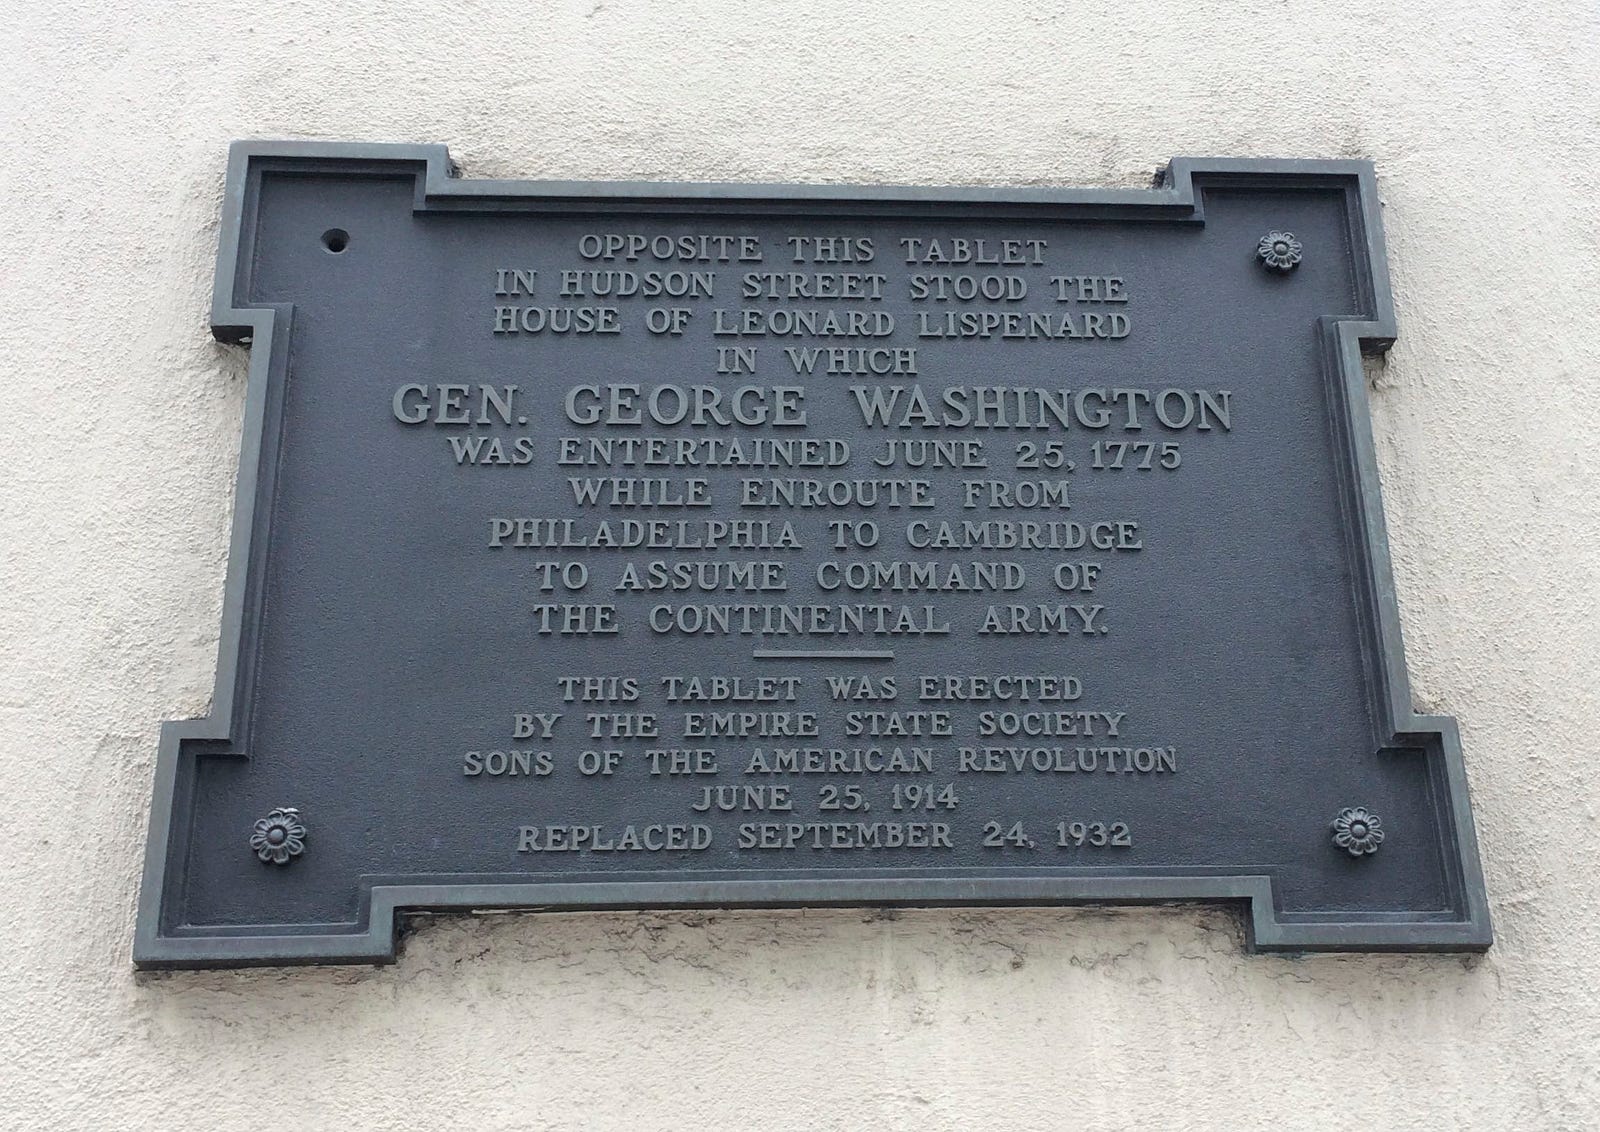 OPPOSITE THIS TABLET
IN HUDSON STREET STOOD THE
HOUSE OF LEONARD LISPENARD
IN WHICH
GEN. GEORGE WASHINGTON
WAS ENTERTAINED JUNE 25, 1775
WHILE ENROUTE FROM
PHILADELPHIA TO CAMBRIDGE
TO ASSUME COMMAND OF
THE CONTINENTAL ARMY.
THIS TABLET WAS ERECTED
BY THE EMPIRE STATE SOCIETY
SONS OF THE AMERICAN REVOLUTION
JUNE 25, 1914
REPLACED SEPTEMBER 24, 1932